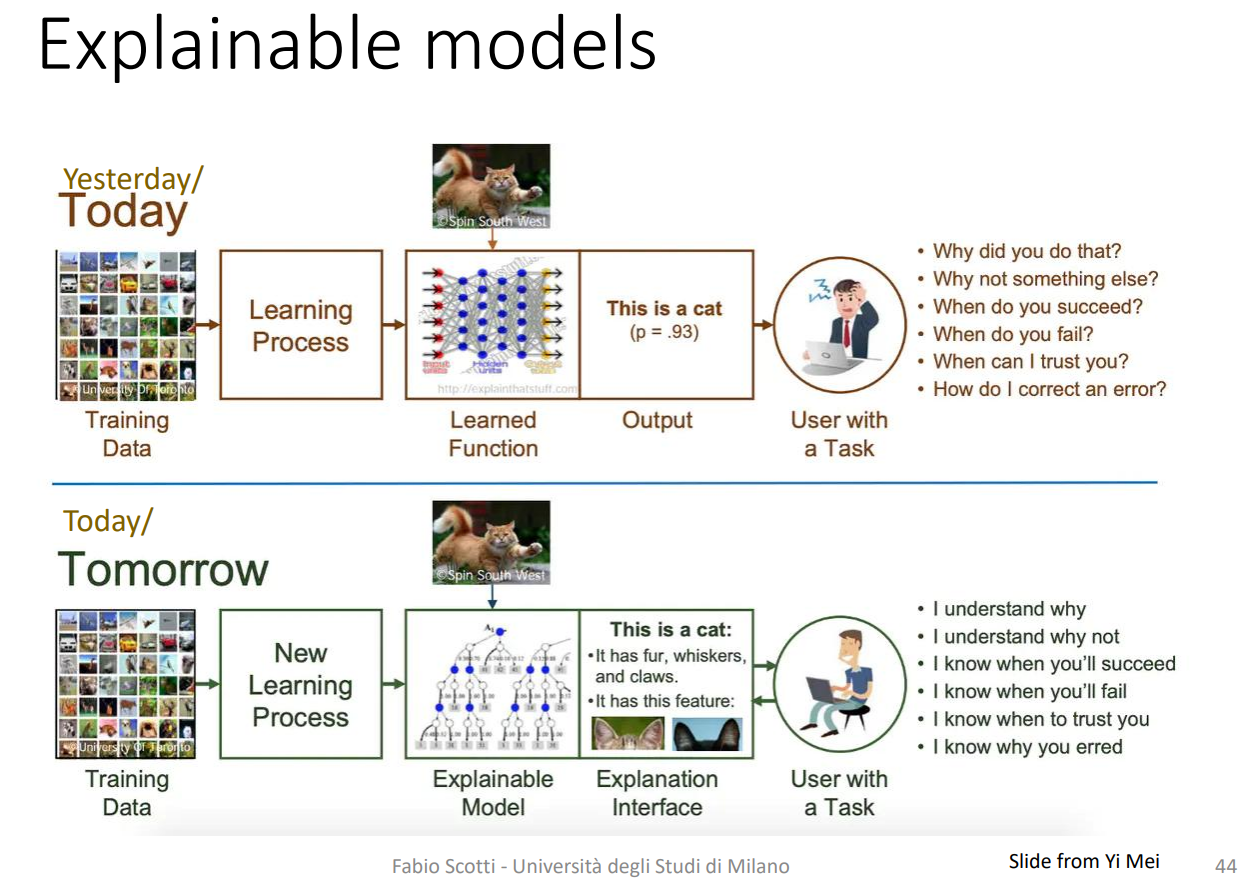 Explainable models
Yesterday/
Today
©Spin South West
Learning
Process
This is a cat
(p = .93)
• Why did you do that?
• Why not something else?
• When do you succeed?
• When do you fail?
• When can I trust you?
• How do I correct an error?
Input
units
Hidden
units
Output
units
http://explainthatstuff.com
©University Of Toronto
Training
Data
Learned
Function
Output
User with
a Task
Today/
Tomorrow
©Spin South West
New
Learning
Process
This is a cat:
•It has fur, whiskers,
and claws.
•It has this feature:
• I understand why
• I understand why not
• I know when you'll succeed
• I know when you'll fail
• I know when to trust you
• I know why you erred
©University Of Toronto
Training
Data
Explainable
Model
Explanation
Interface
User with
a Task
Fabio Scotti - Università degli Studi di Milano
Slide from Yi Mei
44